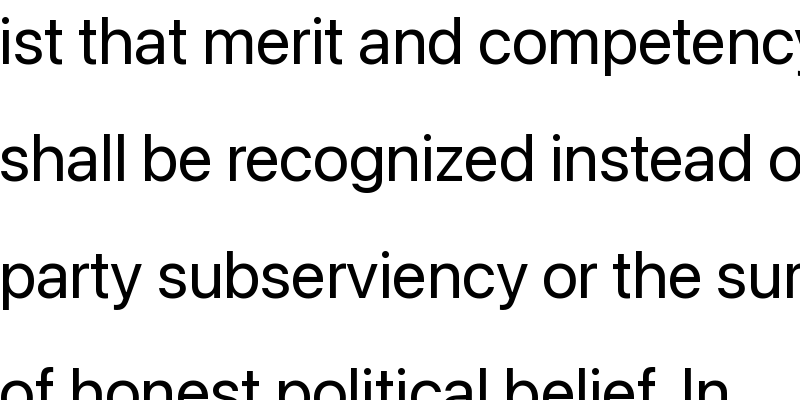 ist that merit and competency
shall be recognized instead o
party subserviency or the sur
of honest political belief. In